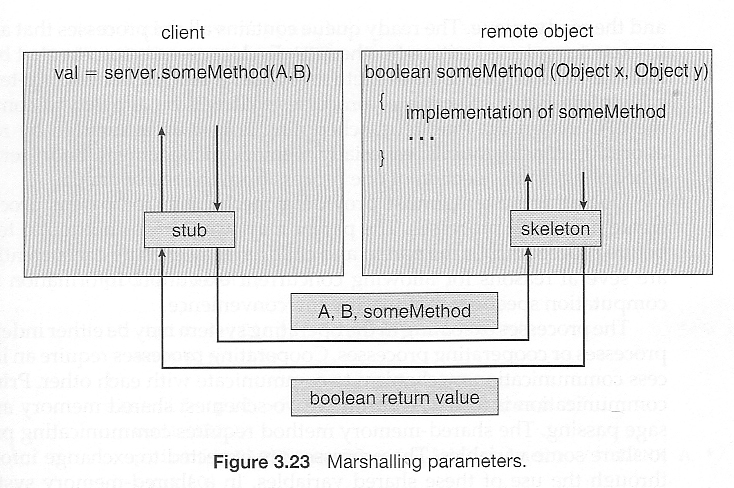 client
remote object
val = server.someMethod(A,B)
boolean someMethod (Object x, Object y)
{
implementation of someMethod
. . .
}
stub
skeleton
A, B, someMethod
boolean return value
Figure 3.23 Marshalling parameters.